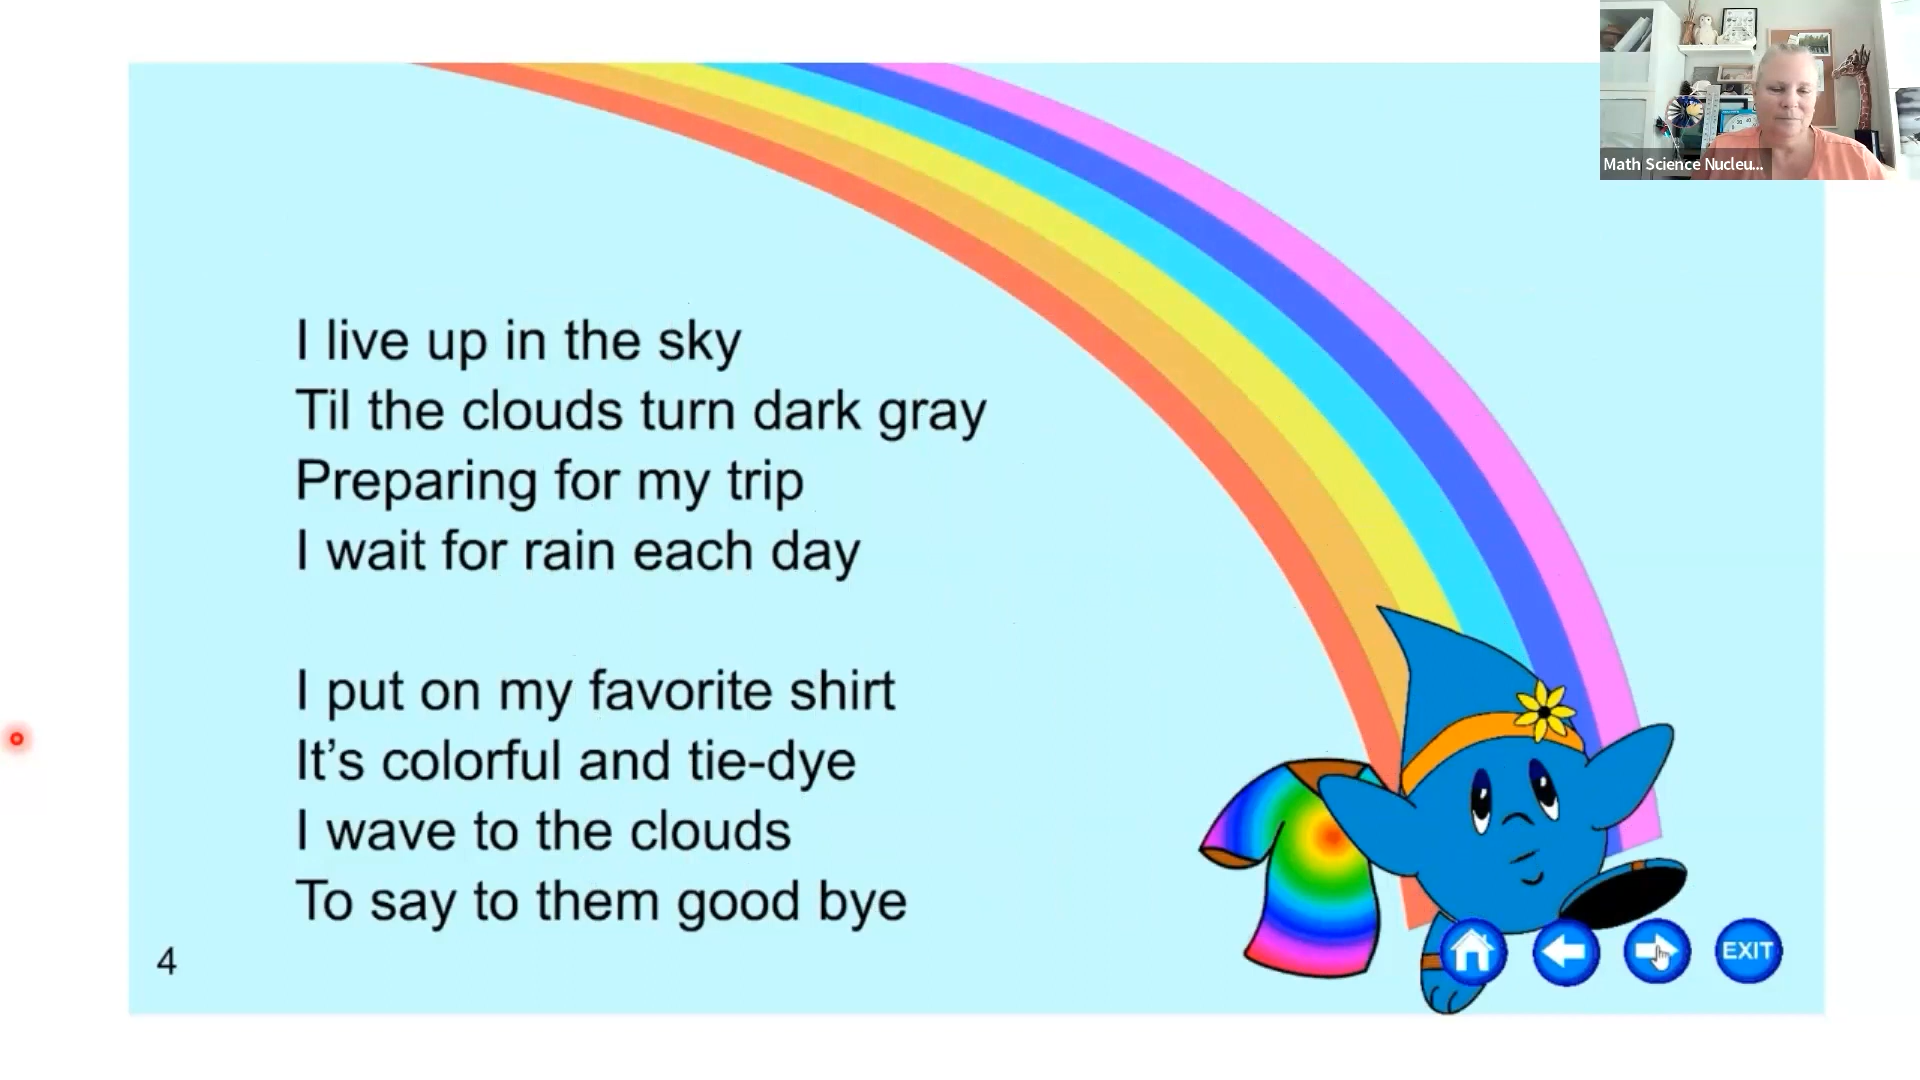 Math Science Nucleu...
I live up in the sky
Til the clouds turn dark gray
Preparing for my trip
I wait for rain each day
I put on my favorite shirt
It's colorful and tie-dye
I wave to the clouds
To say to them good bye
4
EXIT